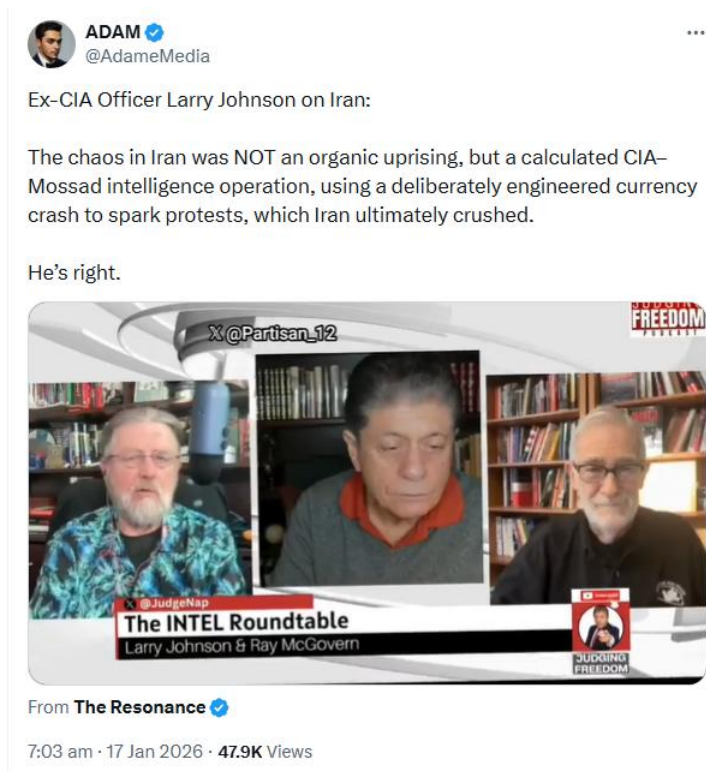 ADAM
@AdameMedia
Ex-CIA Officer Larry Johnson on Iran:
The chaos in Iran was NOT an organic uprising, but a calculated CIA–
Mossad intelligence operation, using a deliberately engineered currency
crash to spark protests, which Iran ultimately crushed.
He's right.
X @Partisan_12
JUDGING
FREEDOM
PODCAST
X @JudgeNap
The INTEL Roundtable
Larry Johnson & Ray McGovern
JUDGING
FREEDOM
From The Resonance
7:03 am · 17 Jan 2026 · 47.9K Views